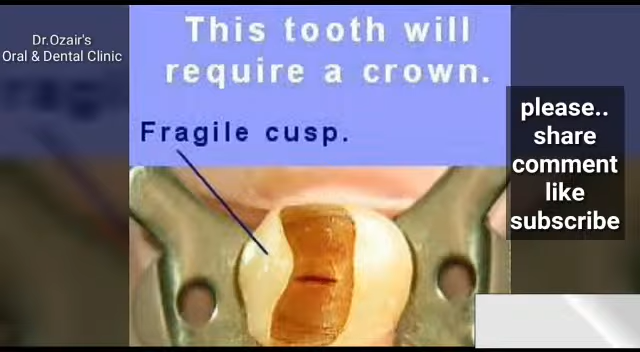 Dr.Ozair's
Oral & Dental Clinic
This tooth will
require a crown.
Fragile cusp.
please..
share
comment
like
subscribe